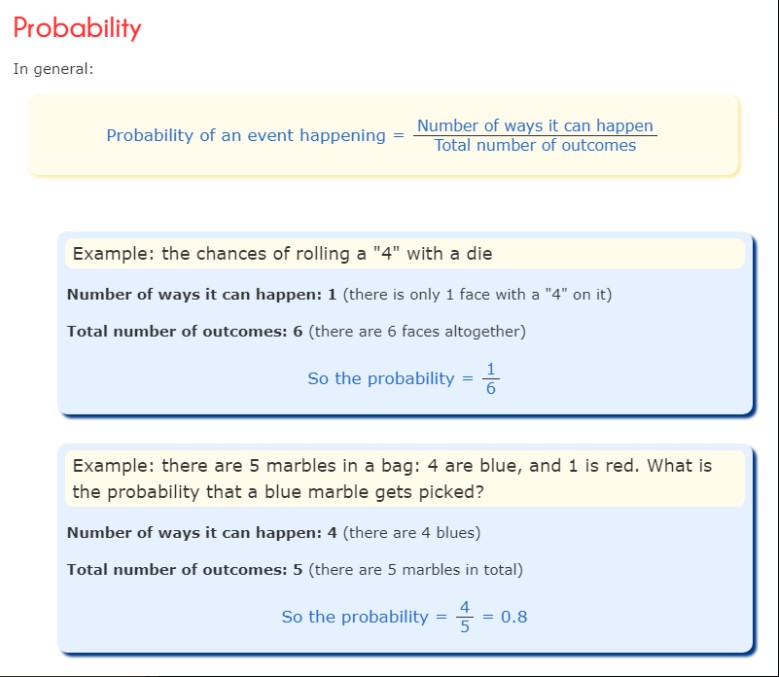 Probability
In general:
Probability of an event happening = Number of ways it can happen / Total number of outcomes
Example: the chances of rolling a "4" with a die
Number of ways it can happen: 1 (there is only 1 face with a "4" on it)
Total number of outcomes: 6 (there are 6 faces altogether)
So the probability = 1/6
Example: there are 5 marbles in a bag: 4 are blue, and 1 is red. What is
the probability that a blue marble gets picked?
Number of ways it can happen: 4 (there are 4 blues)
Total number of outcomes: 5 (there are 5 marbles in total)
So the probability = 4/5 = 0.8